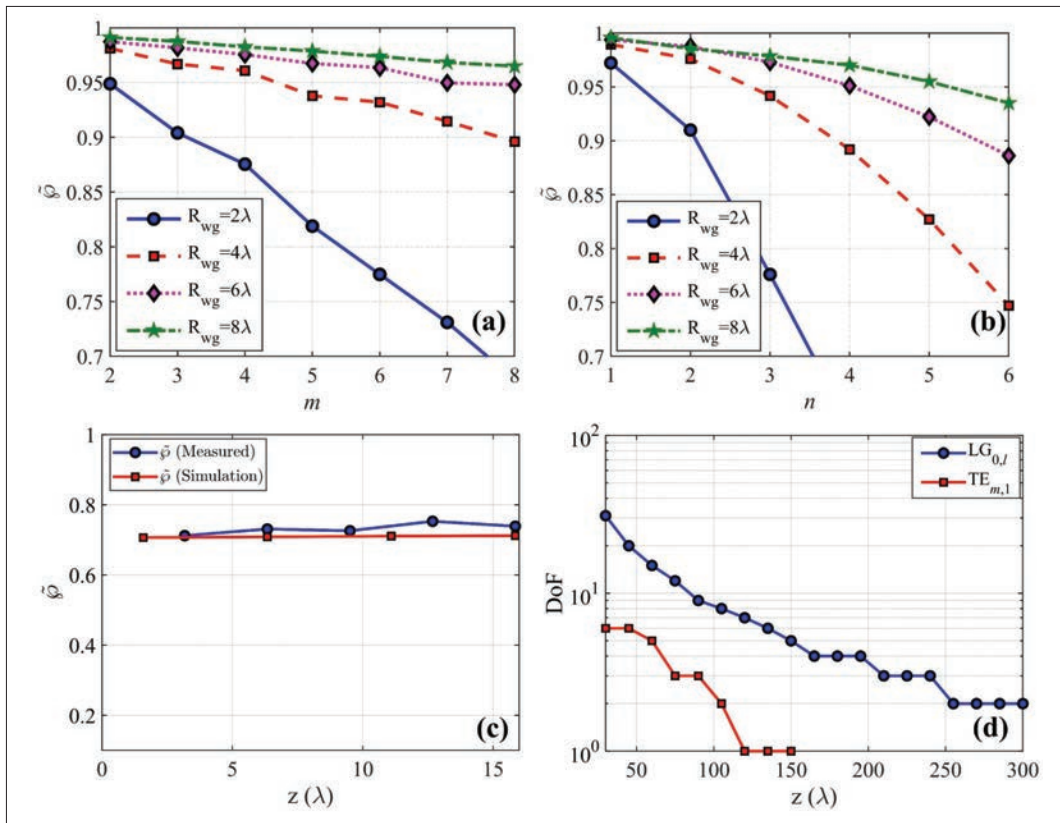 1
0.95
0.9
0.85
0.8
0.75
0.7
℘̃
R_wg=2λ
R_wg=4λ
R_wg=6λ
R_wg=8λ
(a)
2 3 4 5 6 7 8
m
1
0.95
0.9
0.85
0.8
0.75
0.7
℘̃
R_wg=2λ
R_wg=4λ
R_wg=6λ
R_wg=8λ
(b)
1 2 3 4 5 6
n
1
0.8
0.6
0.4
0.2
℘̃
℘̃ (Measured)
℘̃ (Simulation)
(c)
0 5 10 15
z (λ)
10^2
10^1
10^0
DoF
LG_0,l
TE_m,1
(d)
50 100 150 200 250 300
z (λ)